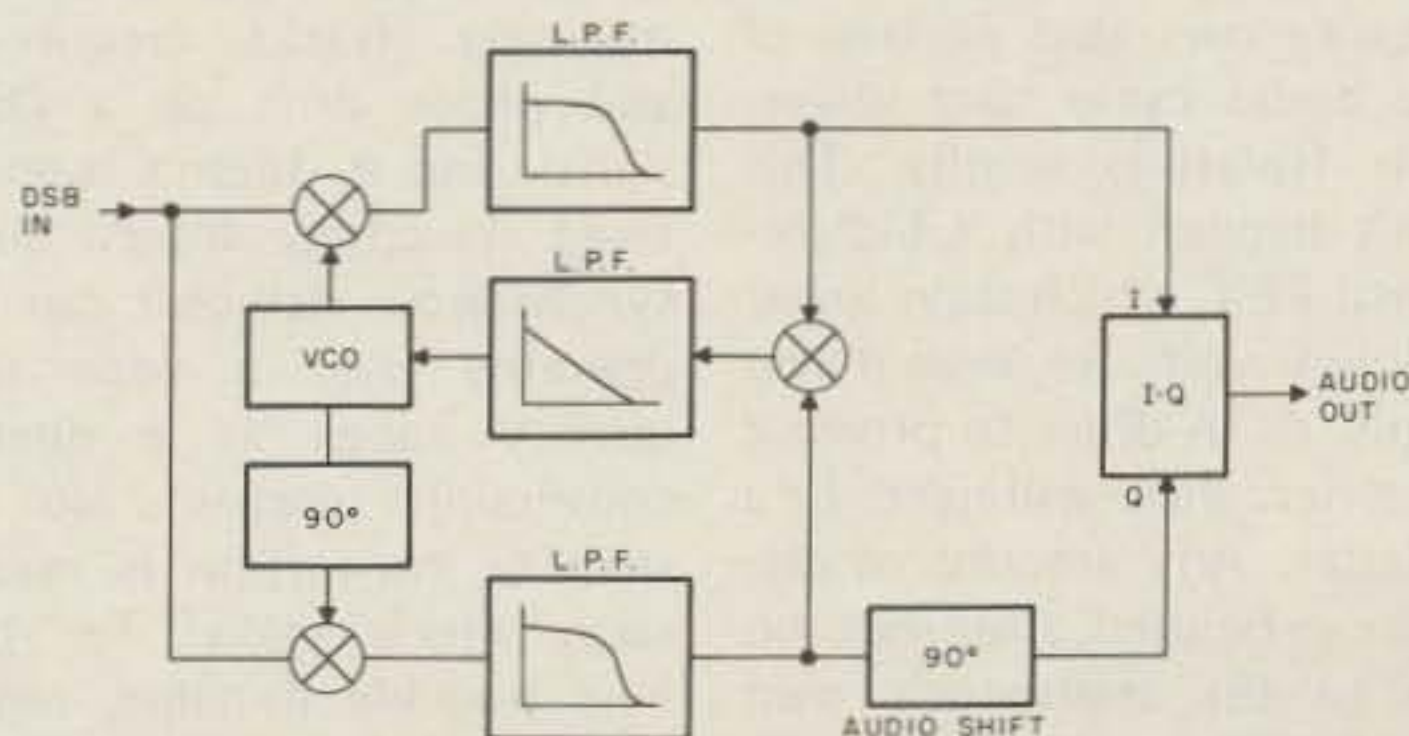 L.P.F.
DSB
IN
L.P.F.
VCO
I
I-Q
AUDIO
OUT
90°
Q
L.P.F.
90°
AUDIO SHIFT